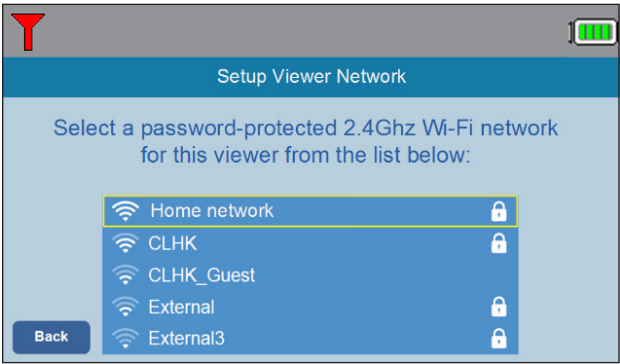 Setup Viewer Network
Select a password-protected 2.4Ghz Wi-Fi network
for this viewer from the list below:
Home network
CLHK
CLHK_Guest
External
External3
Back